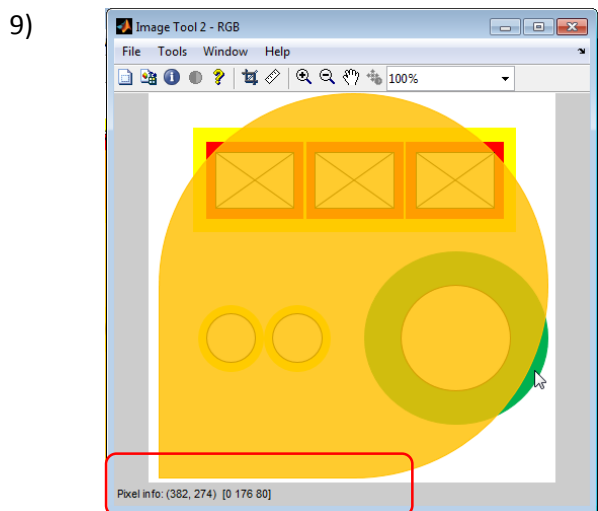 9)
Image Tool 2 - RGB
File Tools Window Help
100%
Pixel info: (382, 274) [0 176 80]